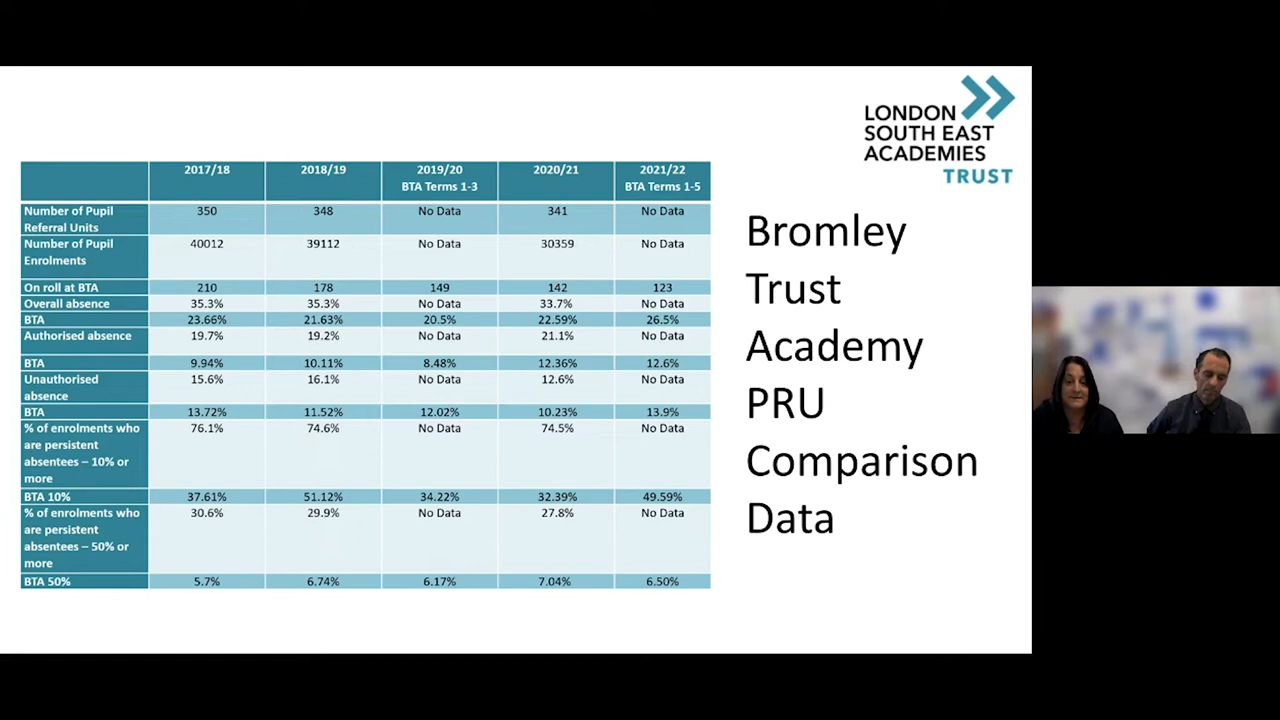 LONDON
SOUTH EAST
ACADEMIES
TRUST
2017/18 2018/19 2019/20 2020/21 2021/22
BTA Terms 1-3 BTA Terms 1-5
Number of Pupil 350 348 No Data 341 No Data
Referral Units
Number of Pupil 40012 39112 No Data 30359 No Data
Enrolments
On roll at BTA 210 178 149 142 123
Overall absence 35.3% 35.3% No Data 33.7% No Data
BTA 23.66% 21.63% 20.5% 22.59% 26.5%
Authorised absence 19.7% 19.2% No Data 21.1% No Data
BTA 9.94% 10.11% 8.48% 12.36% 12.6%
Unauthorised 15.6% 16.1% No Data 12.6% No Data
absence
BTA 13.72% 11.52% 12.02% 10.23% 13.9%
% of enrolments who 76.1% 74.6% No Data 74.5% No Data
are persistent
absentees – 10% or
more
BTA 10% 37.61% 51.12% 34.22% 32.39% 49.59%
% of enrolments who 30.6% 29.9% No Data 27.8% No Data
are persistent
absentees – 50% or
more
BTA 50% 5.7% 6.74% 6.17% 7.04% 6.50%
Bromley
Trust
Academy
PRU
Comparison
Data